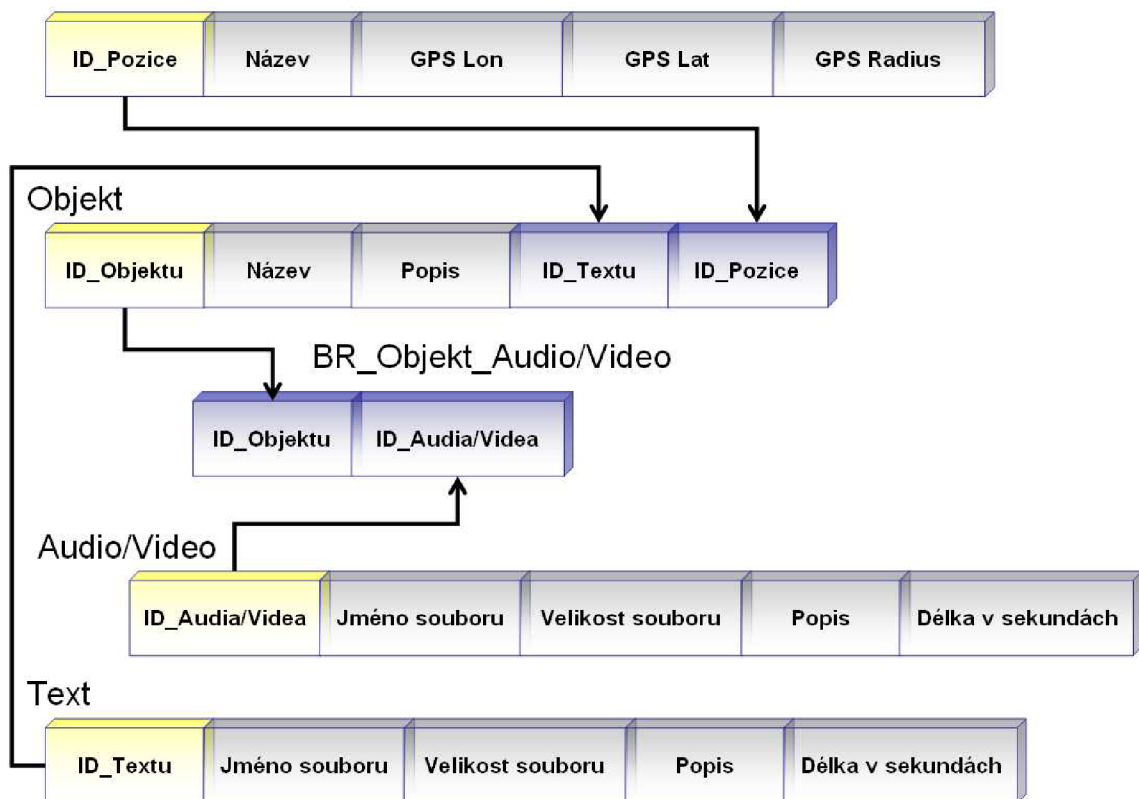 ID_Pozice Název GPS Lon GPS Lat GPS Radius
Objekt
ID_Objektu Název Popis ID_Textu ID_Pozice
BR_Objekt_Audio/Video
ID_Objektu ID_Audia/Videa
Audio/Video
ID_Audia/Videa Jméno souboru Velikost souboru Popis Délka v sekundách
Text
ID_Textu Jméno souboru Velikost souboru Popis Délka v sekundách